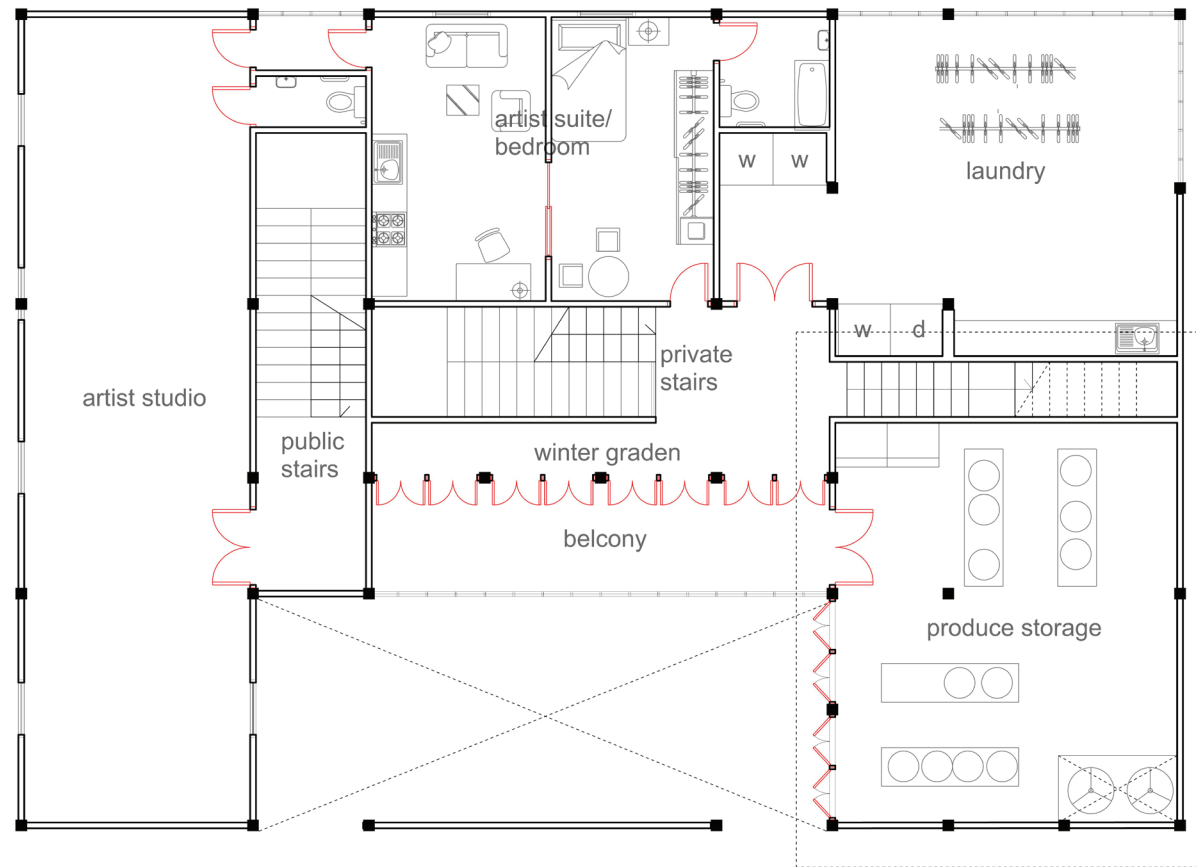 artist suite/
bedroom
w w
laundry
w d
private
stairs
artist studio
public
stairs
winter graden
belcony
produce storage